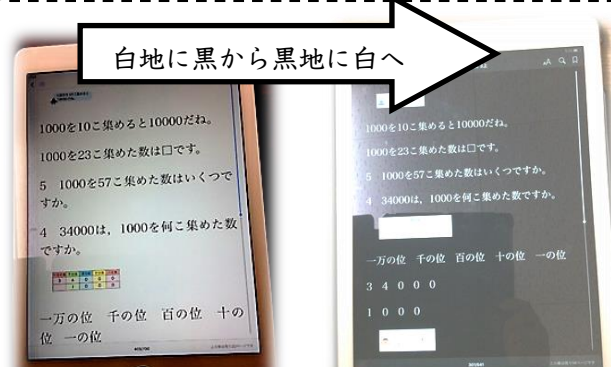 白地に黒から黒地に白へ
1000を10こ集めると10000だね。
1000を23こ集めた数は□です。
5 1000を57こ集めた数はいくつで
すか。
4 34000は，1000を何こ集めた数
ですか。
3 4 0 0 0
1 0 0 0
一万の位 千の位 百の位 十の
位 一の位
1000を10こ集めると10000だね。
1000を23こ集めた数は□です。
5 1000を57こ集めた数はいくつですか。
4 34000は，1000を何こ集めた数ですか。
一万の位 千の位 百の位 十の位 一の位
3 4 0 0 0
1 0 0 0